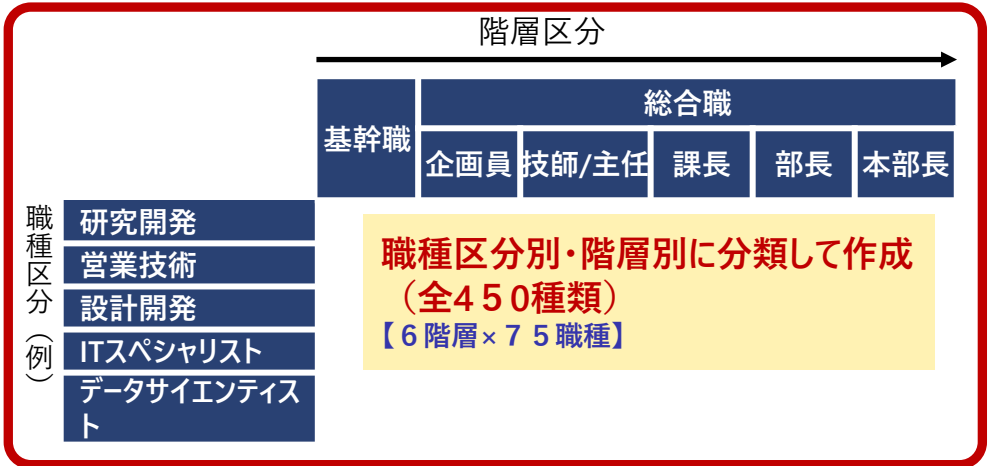 階層区分
基幹職
総合職
企画員
技師/主任
課長
部長
本部長
職種区分（例）
研究開発
営業技術
設計開発
ITスペシャリスト
データサイエンティス
ト
職種区分別・階層別に分類して作成
（全4５0種類）
【６階層×７５職種】